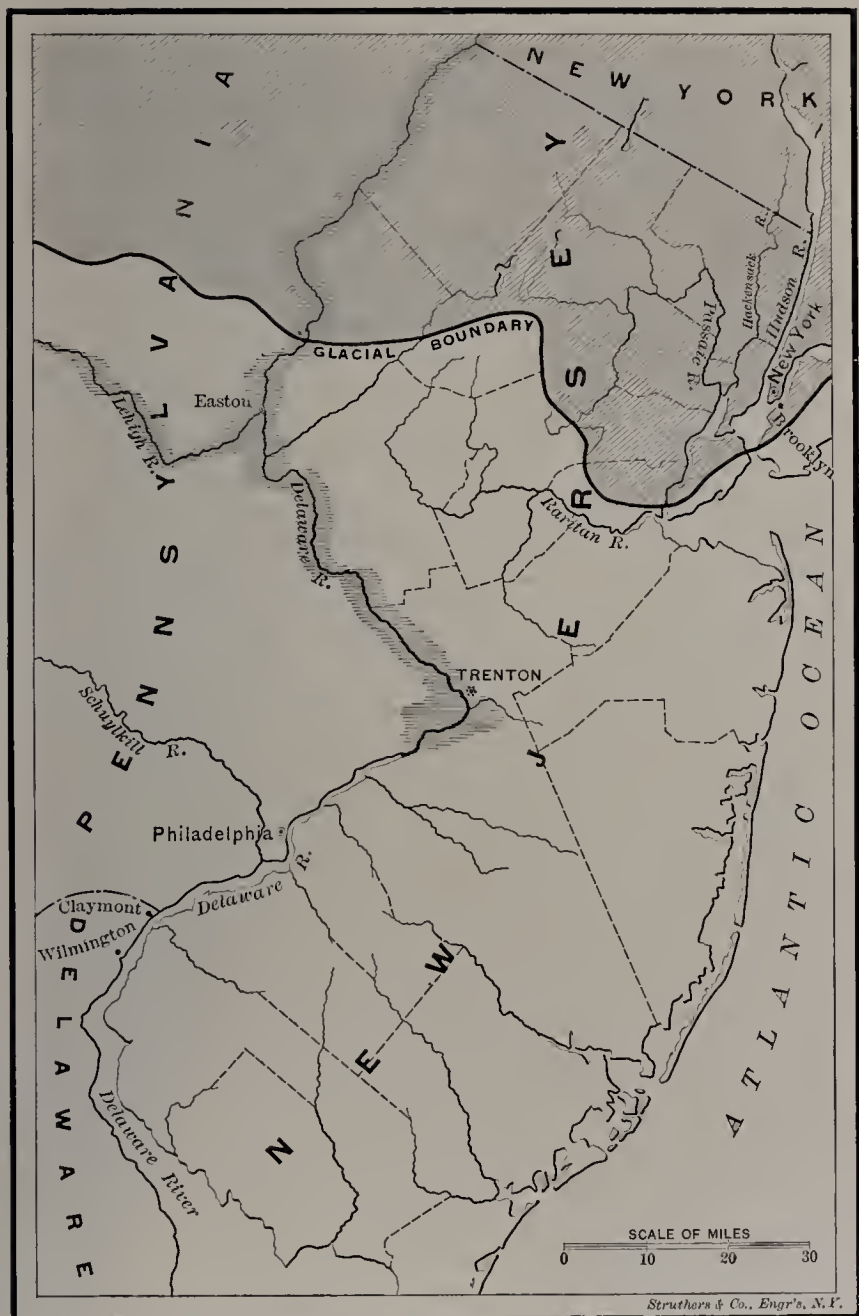 NEW YORK
PENNSYLVANIA
NEW JERSEY
Hackensack R.
Hudson R.
Passaic R.
New York
Brooklyn
GLACIAL BOUNDARY
Easton
Lehigh R.
Delaware R.
Raritan R.
TRENTON
Schuylkill R.
Philadelphia
Delaware R.
Claymont
Wilmington
DELAWARE
Delaware River
ATLANTIC OCEAN
SCALE OF MILES
0 10 20 30
Struthers & Co., Engr's, N.Y.